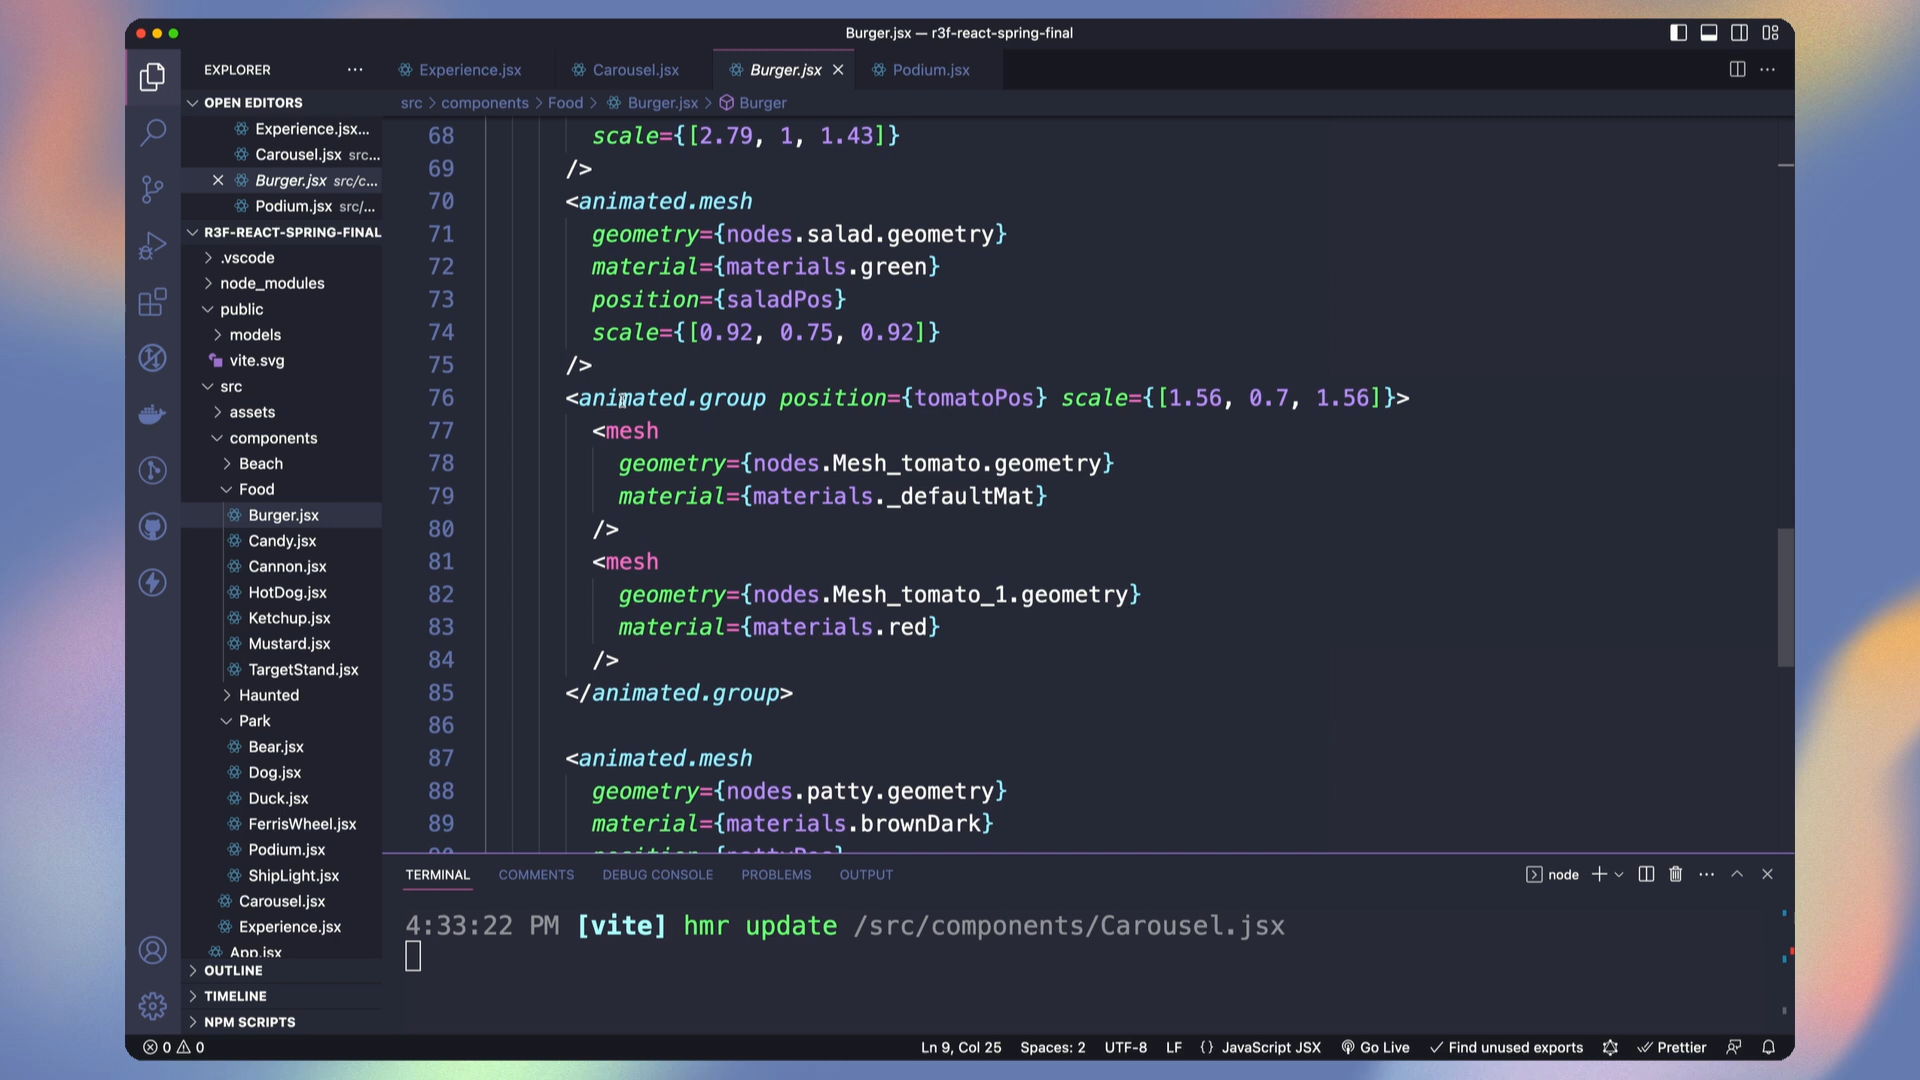 Burger.jsx — r3f-react-spring-final
EXPLORER
Experience.jsx
Carousel.jsx
Burger.jsx
Podium.jsx
OPEN EDITORS
src > components > Food > Burger.jsx > Burger
Experience.jsx...
Carousel.jsx src...
Burger.jsx src/c...
Podium.jsx src/...
R3F-REACT-SPRING-FINAL
.vscode
node_modules
public
models
vite.svg
src
assets
components
Beach
Food
Burger.jsx
Candy.jsx
Cannon.jsx
HotDog.jsx
Ketchup.jsx
Mustard.jsx
TargetStand.jsx
Haunted
Park
Bear.jsx
Dog.jsx
Duck.jsx
FerrisWheel.jsx
Podium.jsx
ShipLight.jsx
Carousel.jsx
Experience.jsx
App.jsx
OUTLINE
TIMELINE
NPM SCRIPTS
68 scale={[2.79, 1, 1.43]}
69 />
70 <animated.mesh
71 geometry={nodes.salad.geometry}
72 material={materials.green}
73 position={saladPos}
74 scale={[0.92, 0.75, 0.92]}
75 />
76 <animated.group position={tomatoPos} scale={[1.56, 0.7, 1.56]}>
77 <mesh
78 geometry={nodes.Mesh_tomato.geometry}
79 material={materials._defaultMat}
80 />
81 <mesh
82 geometry={nodes.Mesh_tomato_1.geometry}
83 material={materials.red}
84 />
85 </animated.group>
86
87 <animated.mesh
88 geometry={nodes.patty.geometry}
89 material={materials.brownDark}
90 position={pattyPos}
TERMINAL COMMENTS DEBUG CONSOLE PROBLEMS OUTPUT
node
4:33:22 PM [vite] hmr update /src/components/Carousel.jsx
0 0
Ln 9, Col 25 Spaces: 2 UTF-8 LF {} JavaScript JSX Go Live Find unused exports Prettier